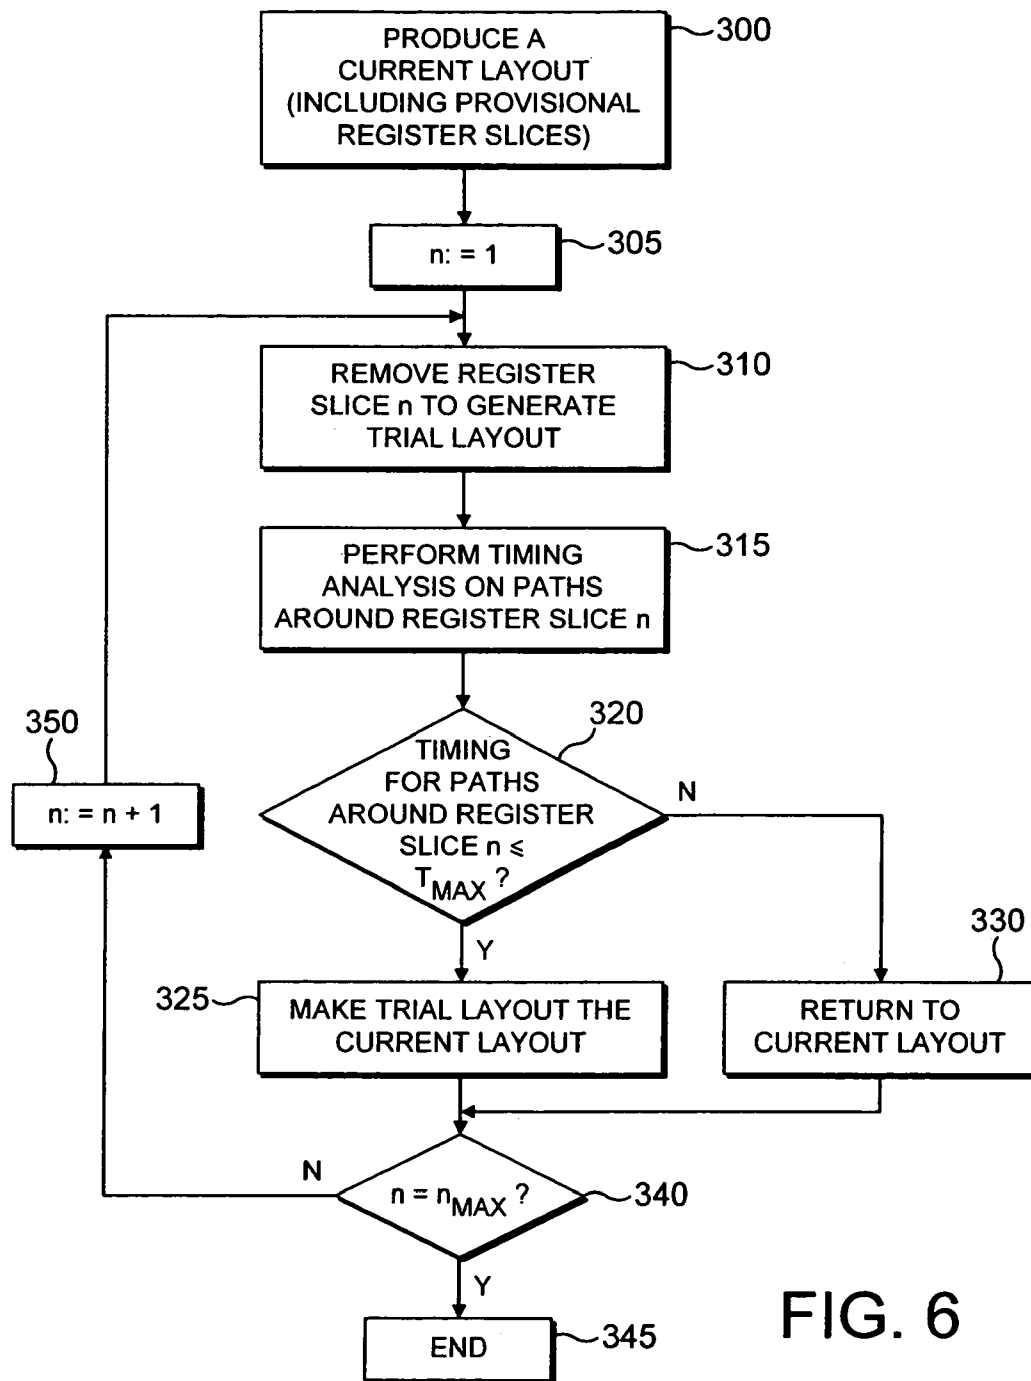 PRODUCE A
CURRENT LAYOUT
(INCLUDING PROVISIONAL
REGISTER SLICES)
300
n: = 1
305
REMOVE REGISTER
SLICE n TO GENERATE
TRIAL LAYOUT
310
PERFORM TIMING
ANALYSIS ON PATHS
AROUND REGISTER SLICE n
315
TIMING
FOR PATHS
AROUND REGISTER
SLICE n ⩽
TMAX ?
320
N
Y
350
n: = n + 1
325
MAKE TRIAL LAYOUT THE
CURRENT LAYOUT
330
RETURN TO
CURRENT LAYOUT
N
n = nMAX ?
340
Y
END
345
FIG. 6